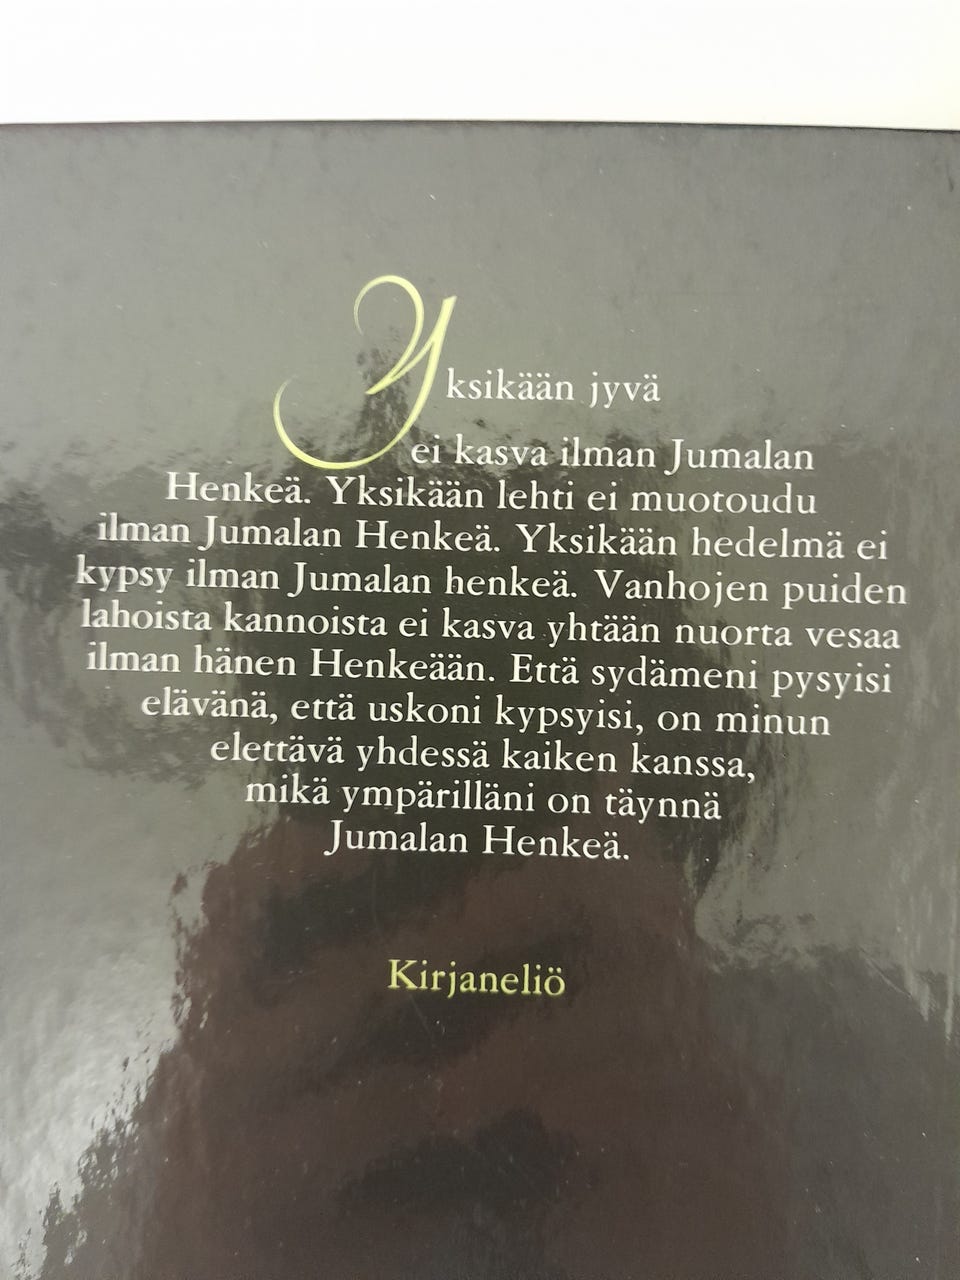 Yksikään jyvä
ei kasva ilman Jumalan
Henkeä. Yksikään lehti ei muotoudu
ilman Jumalan Henkeä. Yksikään hedelmä ei
kypsy ilman Jumalan henkeä. Vanhojen puiden
lahoista kannoista ei kasva yhtään nuorta vesaa
ilman hänen Henkeään. Että sydämeni pysyisi
elävänä, että uskoni kypsyisi, on minun
elettävä yhdessä kaiken kanssa,
mikä ympärilläni on täynnä
Jumalan Henkeä.
Kirjaneliö